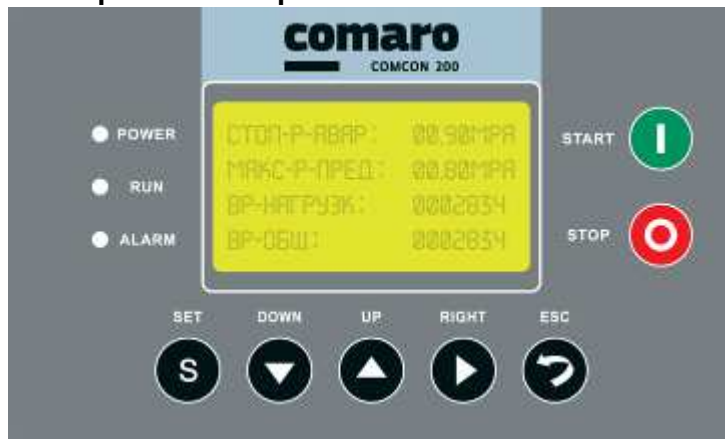 comaro
COMCON 200
POWER
RUN
ALARM
СТОП-Р-АВАР: 00.90MPA
МАКС-Р-ПРЕД: 00.80MPA
ВР-НАГРУЗК: 0002834
ВР-ОБЩ: 0002834
START
STOP
SET DOWN UP RIGHT ESC
S